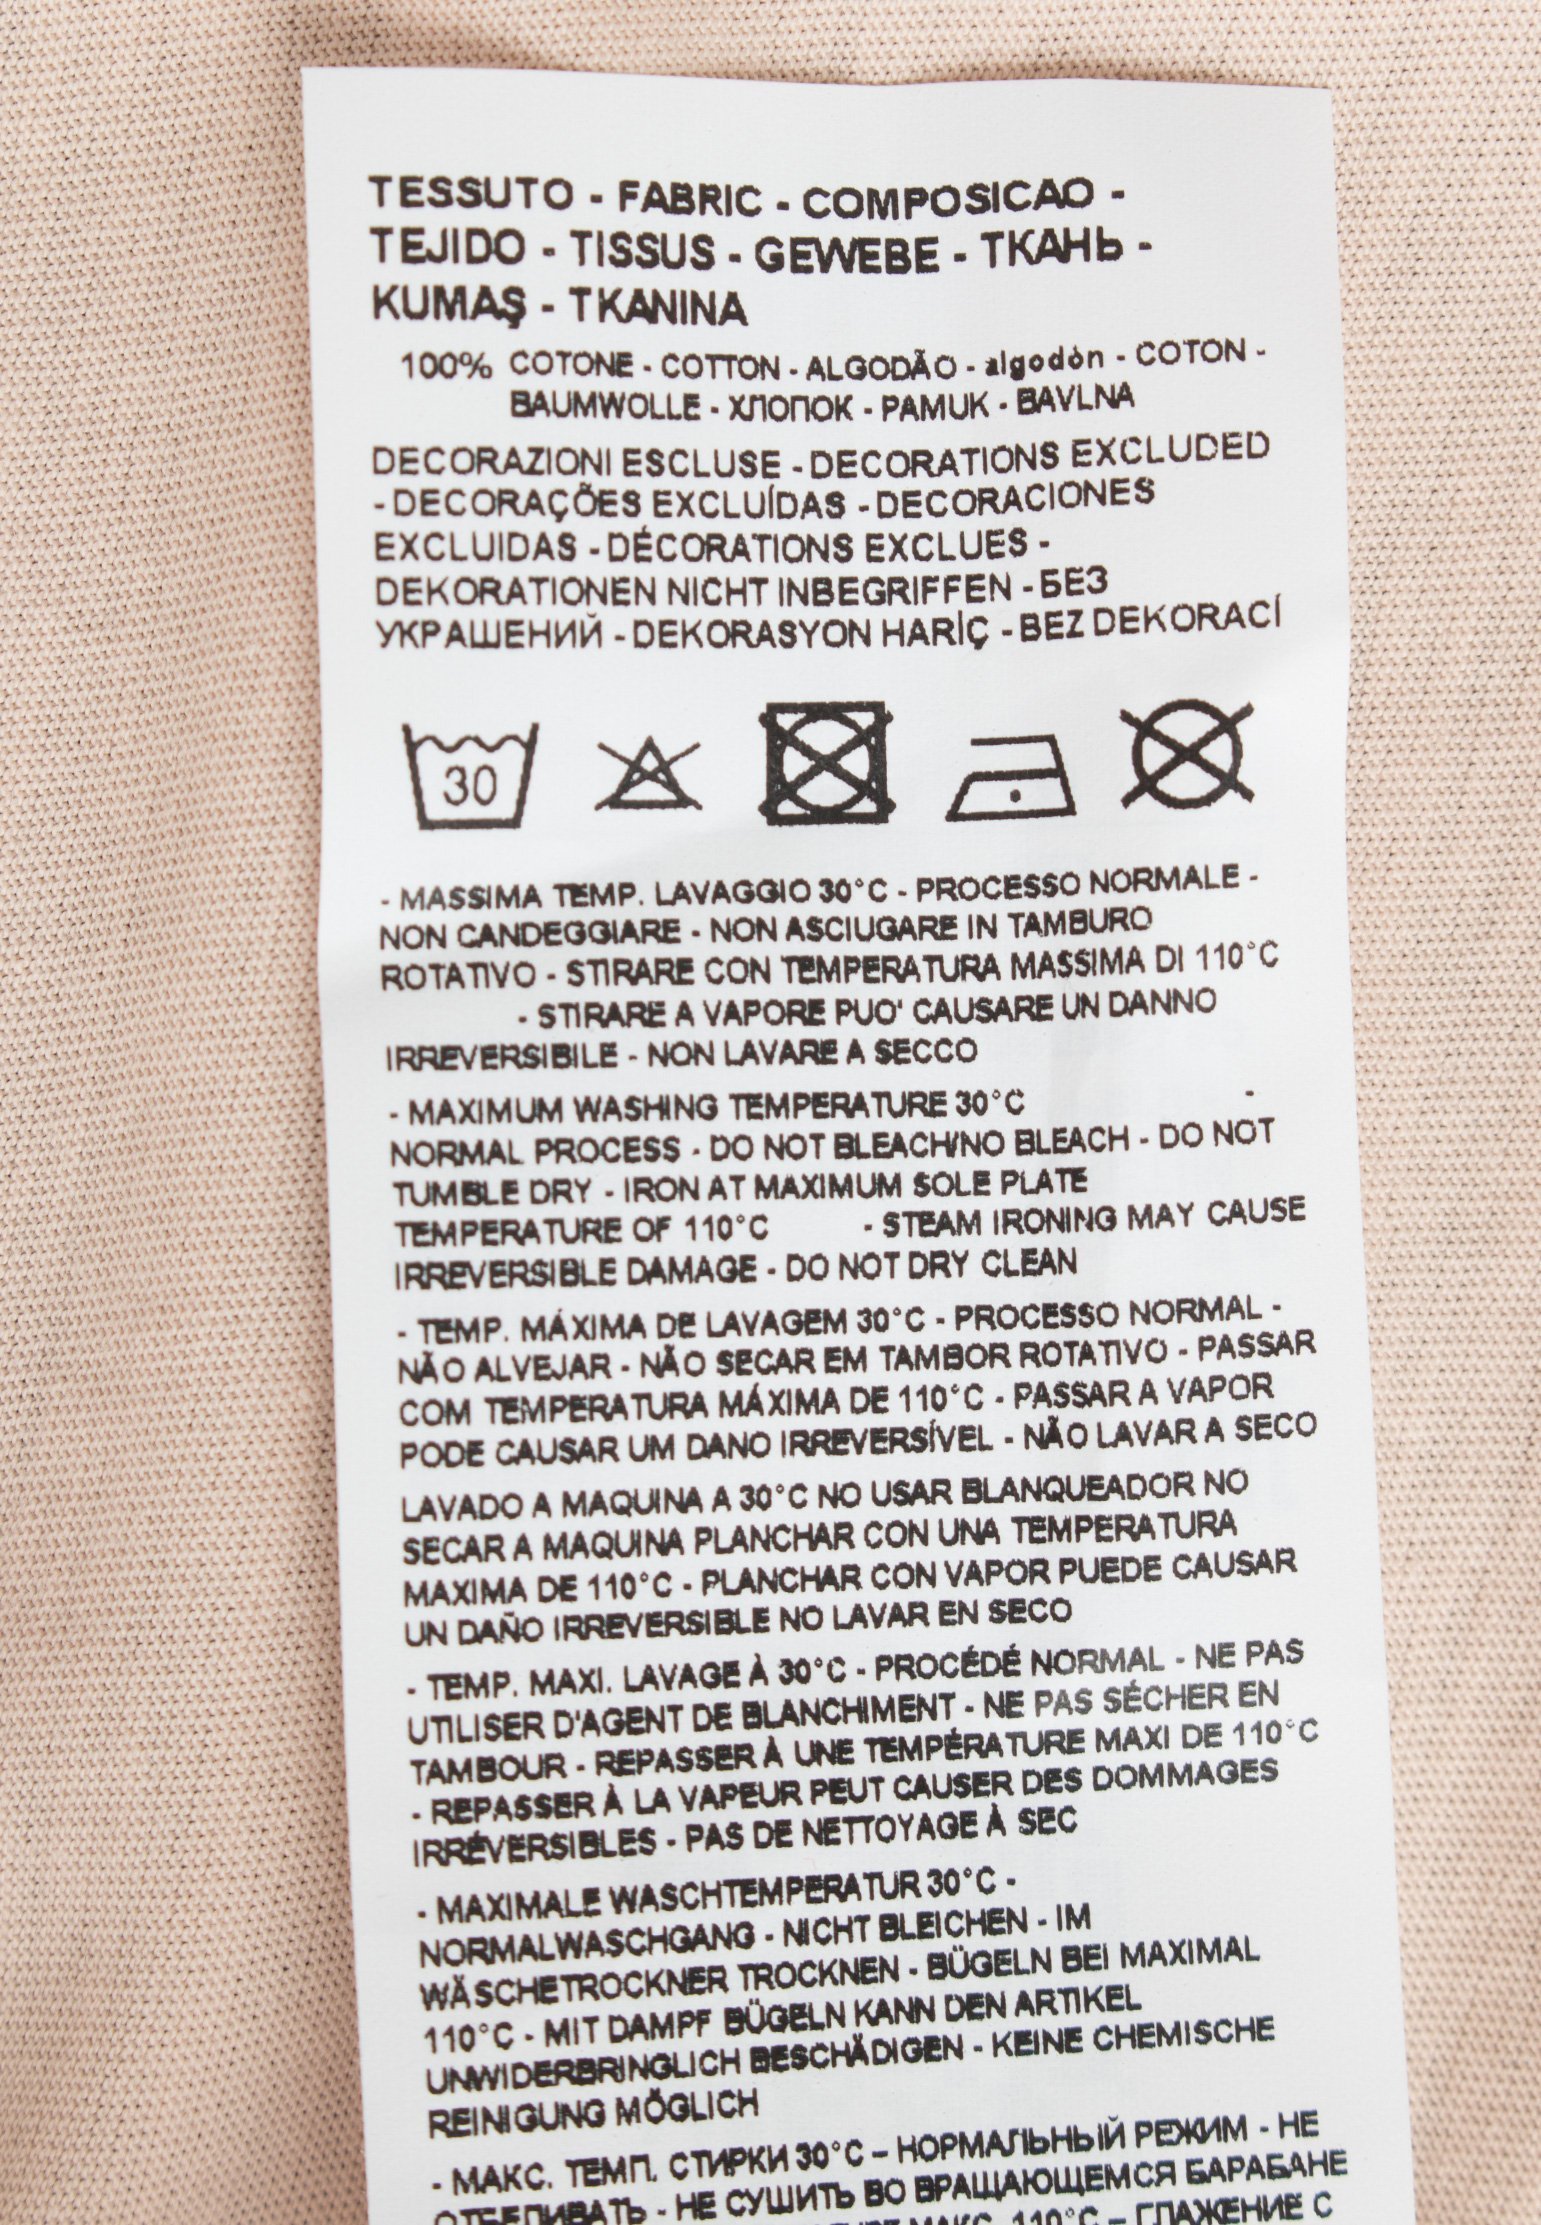 TESSUTO - FABRIC - COMPOSICAO -
TEJIDO - TISSUS - GEWEBE - ТКАНЬ -
KUMAŞ - TKANINA
100% COTONE - COTTON - ALGODÃO - algodòn - COTON -
BAUMWOLLE - ХЛОПОК - PAMUK - BAVLNA
DECORAZIONI ESCLUSE - DECORATIONS EXCLUDED
- DECORAÇÕES EXCLUÍDAS - DECORACIONES
EXCLUIDAS - DÉCORATIONS EXCLUES -
DEKORATIONEN NICHT INBEGRIFFEN - БЕЗ
УКРАШЕНИЙ - DEKORASYON HARİÇ - BEZ DEKORACÍ
30
- MASSIMA TEMP. LAVAGGIO 30°C - PROCESSO NORMALE -
NON CANDEGGIARE - NON ASCIUGARE IN TAMBURO
ROTATIVO - STIRARE CON TEMPERATURA MASSIMA DI 110°C
- STIRARE A VAPORE PUO' CAUSARE UN DANNO
IRREVERSIBILE - NON LAVARE A SECCO
- MAXIMUM WASHING TEMPERATURE 30°C -
NORMAL PROCESS - DO NOT BLEACH/NO BLEACH - DO NOT
TUMBLE DRY - IRON AT MAXIMUM SOLE PLATE
TEMPERATURE OF 110°C - STEAM IRONING MAY CAUSE
IRREVERSIBLE DAMAGE - DO NOT DRY CLEAN
- TEMP. MÁXIMA DE LAVAGEM 30°C - PROCESSO NORMAL -
NÃO ALVEJAR - NÃO SECAR EM TAMBOR ROTATIVO - PASSAR
COM TEMPERATURA MÁXIMA DE 110°C - PASSAR A VAPOR
PODE CAUSAR UM DANO IRREVERSÍVEL - NÃO LAVAR A SECO
LAVADO A MAQUINA A 30°C NO USAR BLANQUEADOR NO
SECAR A MAQUINA PLANCHAR CON UNA TEMPERATURA
MAXIMA DE 110°C - PLANCHAR CON VAPOR PUEDE CAUSAR
UN DAÑO IRREVERSIBLE NO LAVAR EN SECO
- TEMP. MAXI. LAVAGE À 30°C - PROCÉDÉ NORMAL - NE PAS
UTILISER D'AGENT DE BLANCHIMENT - NE PAS SÉCHER EN
TAMBOUR - REPASSER À UNE TEMPÉRATURE MAXI DE 110°C
- REPASSER À LA VAPEUR PEUT CAUSER DES DOMMAGES
IRRÉVERSIBLES - PAS DE NETTOYAGE À SEC
- MAXIMALE WASCHTEMPERATUR 30°C -
NORMALWASCHGANG - NICHT BLEICHEN - IM
WÄSCHETROCKNER TROCKNEN - BÜGELN BEI MAXIMAL
110°C - MIT DAMPF BÜGELN KANN DEN ARTIKEL
UNWIDERBRINGLICH BESCHÄDIGEN - KEINE CHEMISCHE
REINIGUNG MÖGLICH
- МАКС. ТЕМП. СТИРКИ 30°C – НОРМАЛЬНЫЙ РЕЖИМ - НЕ
ОТБЕЛИВАТЬ - НЕ СУШИТЬ ВО ВРАЩАЮЩЕМСЯ БАРАБАНЕ
МАКС. 110°C – ГЛАЖЕНИЕ С